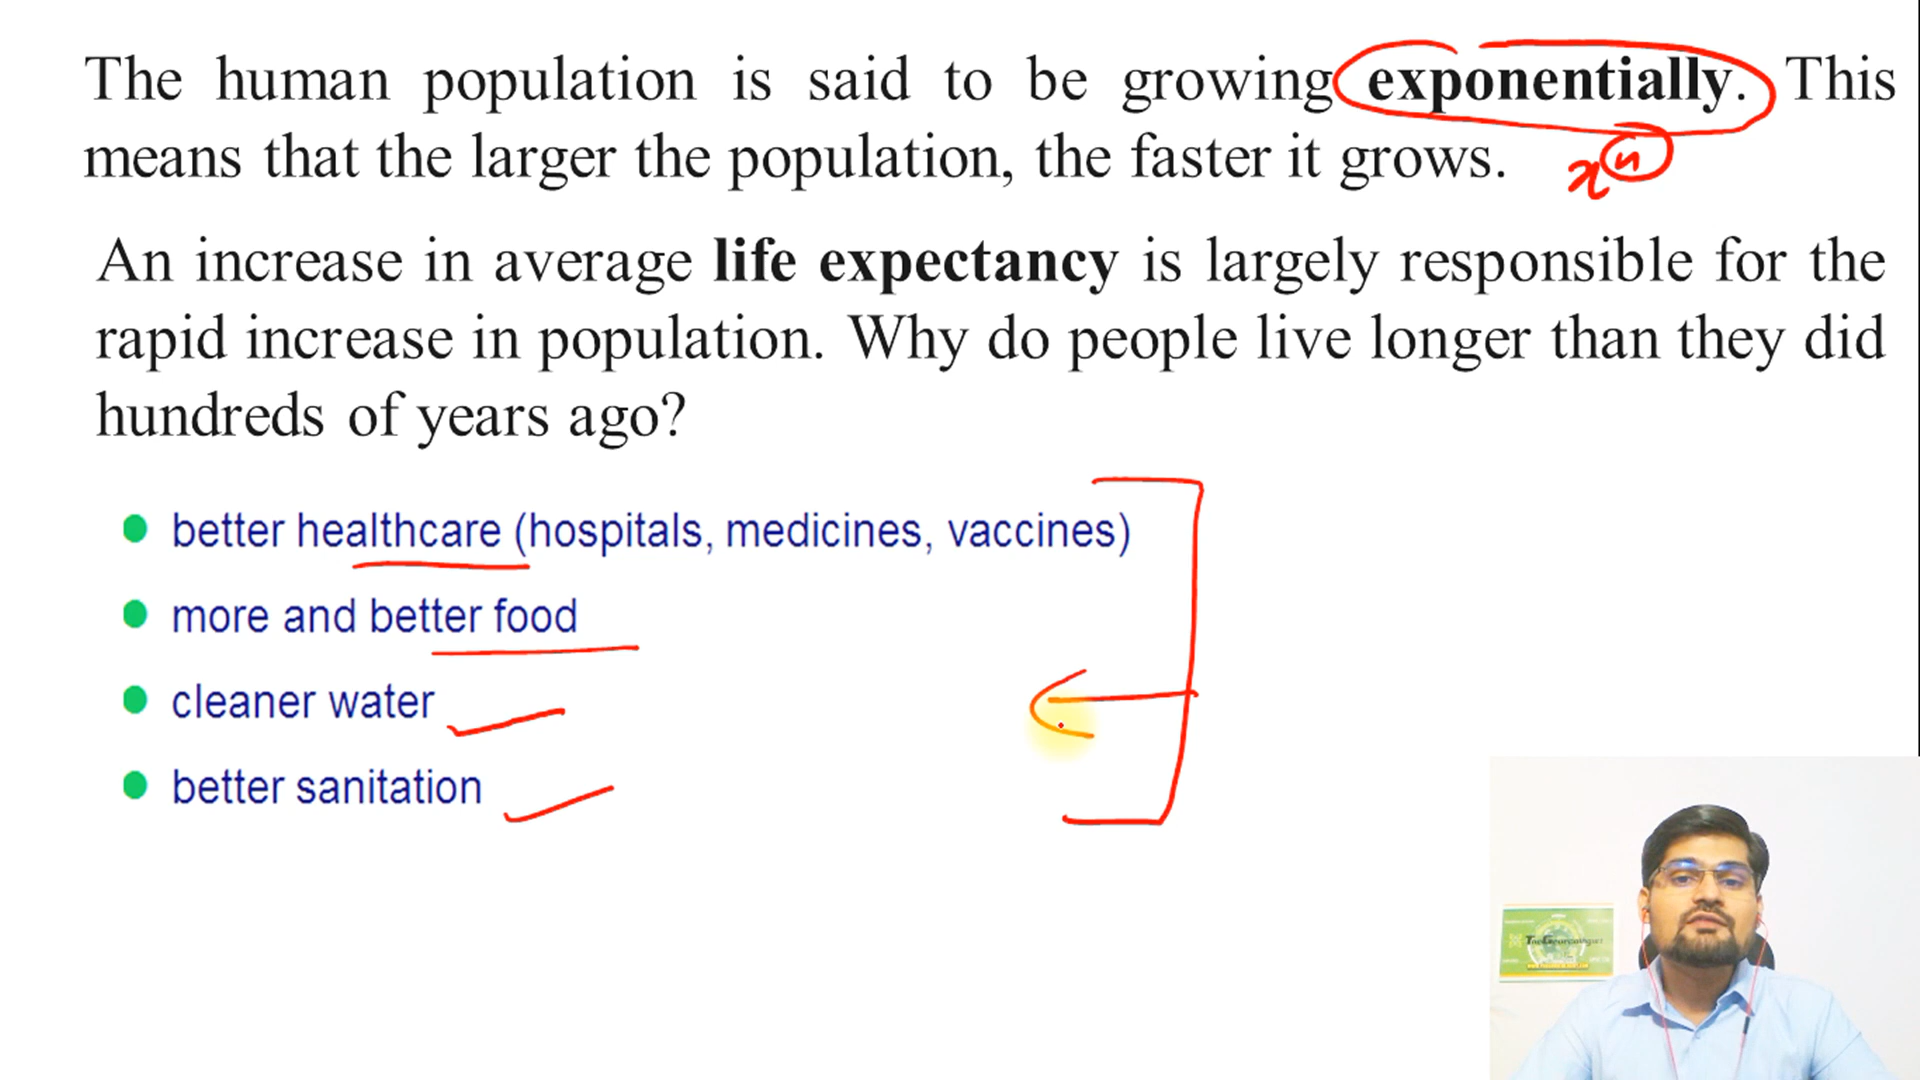 The human population is said to be growing exponentially. This
means that the larger the population, the faster it grows.
xⁿ
An increase in average life expectancy is largely responsible for the
rapid increase in population. Why do people live longer than they did
hundreds of years ago?
better healthcare (hospitals, medicines, vaccines)
more and better food
cleaner water
better sanitation